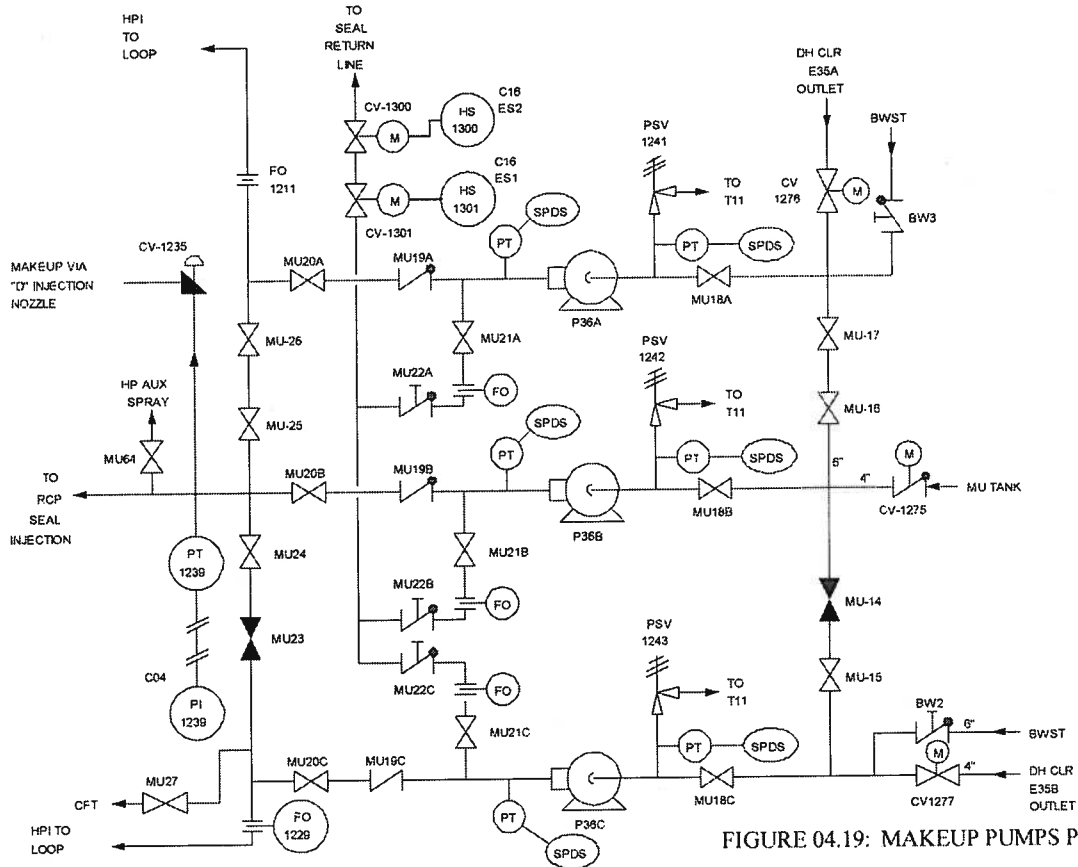 HPI
TO
LOOP
TO
SEAL
RETURN
LINE
CV-1300
M
HS
1300
C16
ES2
C16
ES1
M
HS
1301
CV-1301
FO
1211
DH CLR
E35A
OUTLET
BWST
PSV
1241
TO
T11
CV
1276
M
BW3
CV-1235
MAKEUP VIA
"D" INJECTION
NOZZLE
MU20A
MU19A
PT
SPDS
P36A
PT
SPDS
MU18A
MU-26
MU21A
MU-17
MU22A
FO
PSV
1242
TO
T11
HP AUX
SPRAY
MU-25
MU-16
MU64
PT
SPDS
TO
RCP
SEAL
INJECTION
MU20B
MU19B
P36B
PT
SPDS
MU18B
6"
4"
M
CV-1275
MU TANK
PT
1239
MU24
MU21B
MU22B
FO
MU-14
MU23
PSV
1243
C04
MU22C
FO
TO
T11
MU-15
PI
1239
MU21C
BW2
6"
BWST
MU27
CFT
MU20C
MU19C
P36C
PT
SPDS
MU18C
M
4"
CV1277
DH CLR
E35B
OUTLET
HPI TO
LOOP
FO
1229
PT
SPDS
FIGURE 04.19: MAKEUP PUMPS P